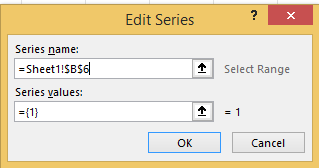 Edit Series
?
Series name:
=Sheet1!$B$6
Select Range
Series values:
={1}
= 1
OK
Cancel